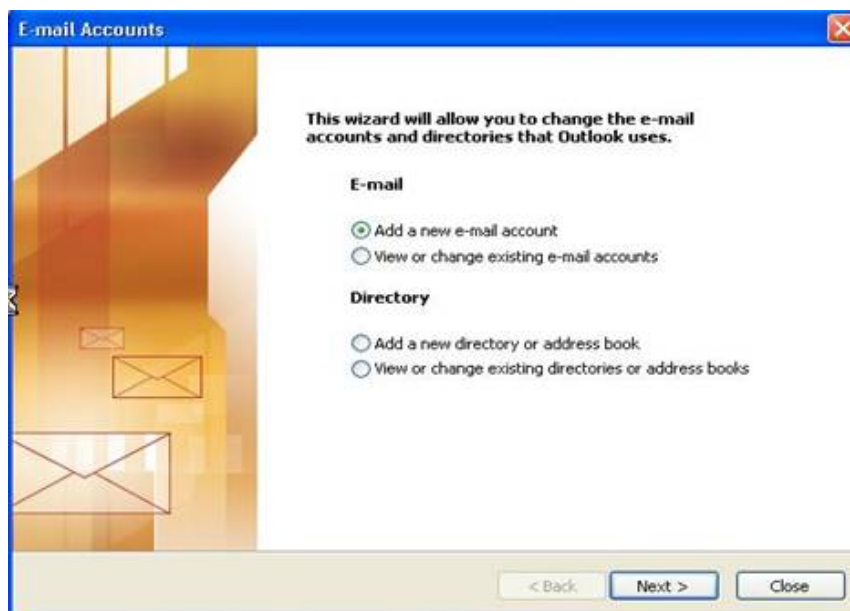 E-mail Accounts
This wizard will allow you to change the e-mail
accounts and directories that Outlook uses.
E-mail
Add a new e-mail account
View or change existing e-mail accounts
Directory
Add a new directory or address book
View or change existing directories or address books
< Back
Next >
Close